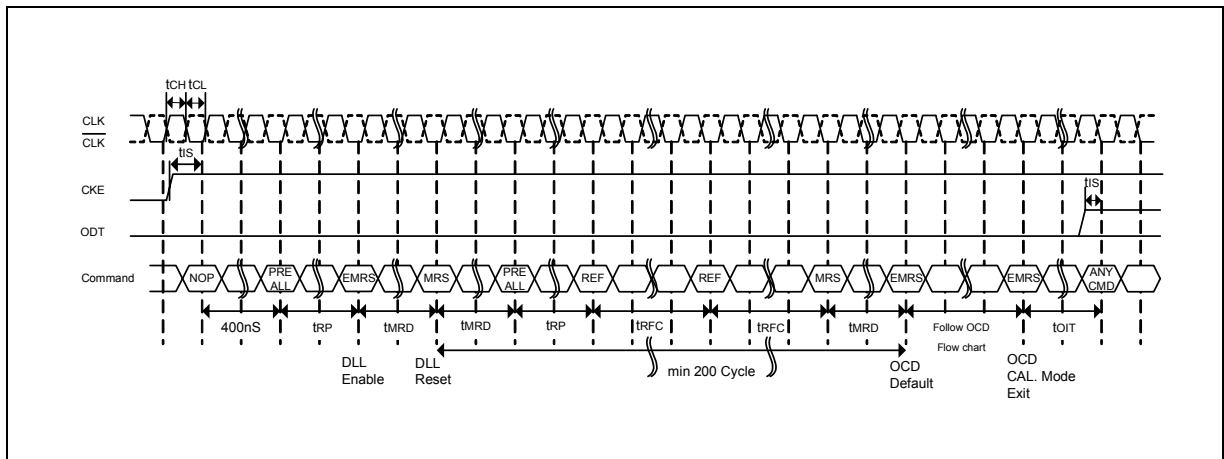 tCH tCL
CLK
CLK
tIS
CKE
tIS
ODT
Command NOP PRE ALL EMRS MRS PRE ALL REF REF MRS EMRS EMRS ANY CMD
400nS tRP tMRD tMRD tRP tRFC tRFC tMRD Follow OCD Flow chart tOIT
DLL Enable
DLL Reset
min 200 Cycle
OCD Default
OCD CAL. Mode Exit